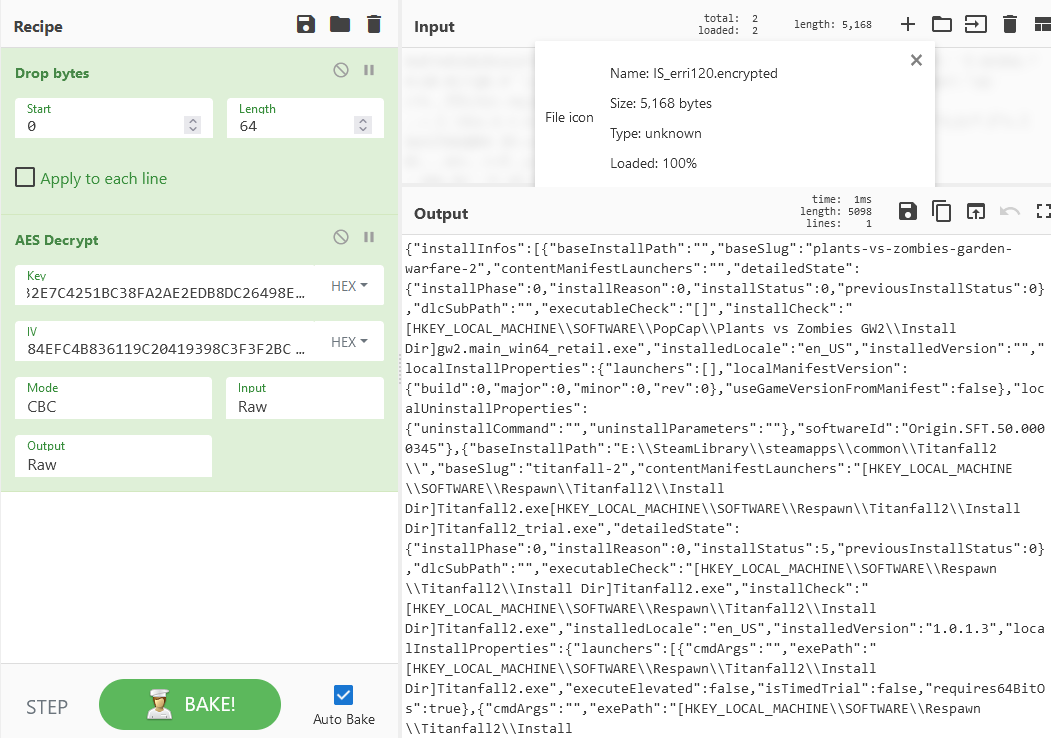 Recipe
Drop bytes
Start
0
Length
64
Apply to each line
AES Decrypt
Key
32E7C4251BC38FA2AE2EDB8DC26498E...
HEX
IV
84EFC4B836119C20419398C3F3F2BC ...
HEX
Mode
CBC
Input
Raw
Output
Raw
STEP
BAKE!
Auto Bake
Input
total: 2
loaded: 2
length: 5,168
File icon
Name: IS_erri120.encrypted
Size: 5,168 bytes
Type: unknown
Loaded: 100%
Output
time: 1ms
length: 5098
lines: 1
{"installInfos":[{"baseInstallPath":"","baseSlug":"plants-vs-zombies-garden-
warfare-2","contentManifestLaunchers":"","detailedState":
{"installPhase":0,"installReason":0,"installStatus":0,"previousInstallStatus":0}
,"dlcSubPath":"","executableCheck":"[]","installCheck":"
[HKEY_LOCAL_MACHINE\\SOFTWARE\\PopCap\\Plants vs Zombies GW2\\Install
Dir]gw2.main_win64_retail.exe","installedLocale":"en_US","installedVersion":"","
localInstallProperties":{"launchers":[],"localManifestVersion":
{"build":0,"major":0,"minor":0,"rev":0},"useGameVersionFromManifest":false},"lo
calUninstallProperties":
{"uninstallCommand":"","uninstallParameters":""},"softwareId":"Origin.SFT.50.000
0345"},{"baseInstallPath":"E:\\SteamLibrary\\steamapps\\common\\Titanfall2
\\","baseSlug":"titanfall-2","contentManifestLaunchers":"[HKEY_LOCAL_MACHINE
\\SOFTWARE\\Respawn\\Titanfall2\\Install
Dir]Titanfall2.exe[HKEY_LOCAL_MACHINE\\SOFTWARE\\Respawn\\Titanfall2\\Install
Dir]Titanfall2_trial.exe","detailedState":
{"installPhase":0,"installReason":0,"installStatus":5,"previousInstallStatus":0}
,"dlcSubPath":"","executableCheck":"[HKEY_LOCAL_MACHINE\\SOFTWARE\\Respawn
\\Titanfall2\\Install Dir]Titanfall2.exe","installCheck":"
[HKEY_LOCAL_MACHINE\\SOFTWARE\\Respawn\\Titanfall2\\Install
Dir]Titanfall2.exe","installedLocale":"en_US","installedVersion":"1.0.1.3","loca
lInstallProperties":{"launchers":[{"cmdArgs":"","exePath":"
[HKEY_LOCAL_MACHINE\\SOFTWARE\\Respawn\\Titanfall2\\Install
Dir]Titanfall2.exe","executeElevated":false,"isTimedTrial":false,"requires64BitO
s":true},{"cmdArgs":"","exePath":"[HKEY_LOCAL_MACHINE\\SOFTWARE\\Respawn
\\Titanfall2\\Install